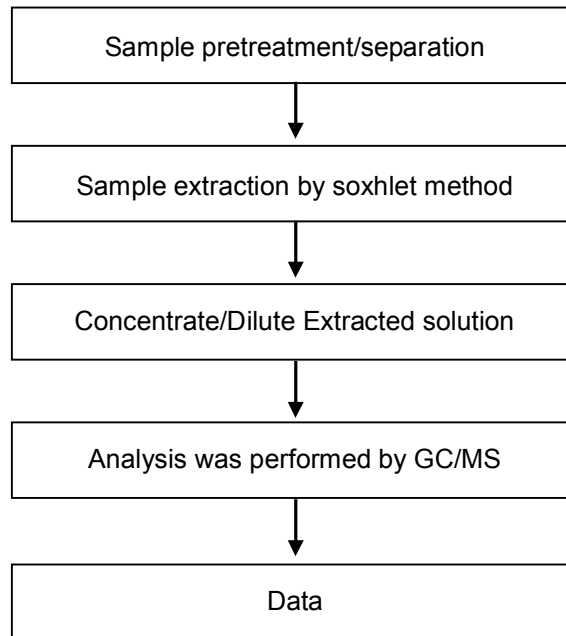 Sample pretreatment/separation
Sample extraction by soxhlet method
Concentrate/Dilute Extracted solution
Analysis was performed by GC/MS
Data